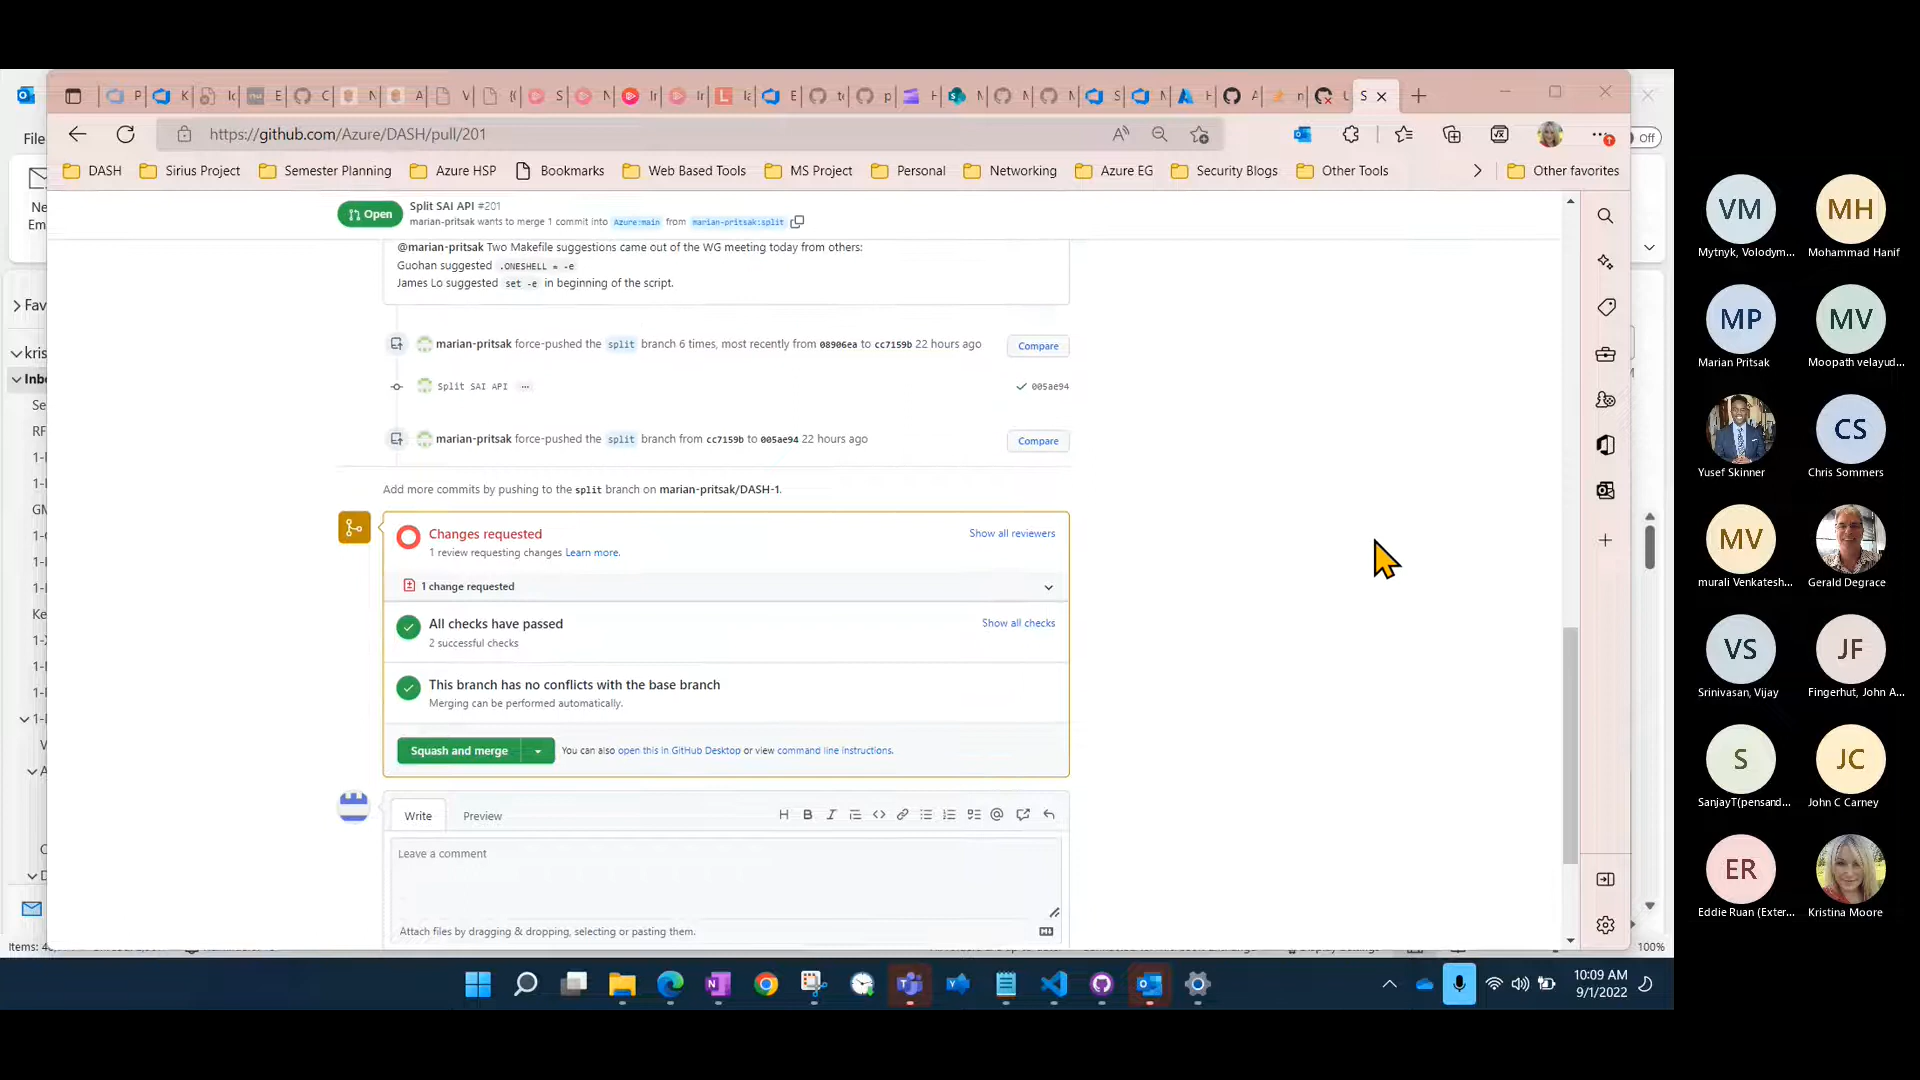 https://github.com/Azure/DASH/pull/201
File
Off
DASH
Sirius Project
Semester Planning
Azure HSP
Bookmarks
Web Based Tools
MS Project
Personal
Networking
Azure EG
Security Blogs
Other Tools
Other favorites
Open
Split SAI API #201
marian-pritsak wants to merge 1 commit into Azure:main from marian-pritsak:split
@marian-pritsak Two Makefile suggestions came out of the WG meeting today from others:
Guohan suggested .ONESHELL = -e
James Lo suggested set -e in beginning of the script.
marian-pritsak force-pushed the split branch 6 times, most recently from 08906ea to cc7159b 22 hours ago
Compare
Split SAI API ...
005ae94
marian-pritsak force-pushed the split branch from cc7159b to 005ae94 22 hours ago
Compare
Add more commits by pushing to the split branch on marian-pritsak/DASH-1.
Changes requested
Show all reviewers
1 review requesting changes Learn more.
1 change requested
All checks have passed
Show all checks
2 successful checks
This branch has no conflicts with the base branch
Merging can be performed automatically.
Squash and merge
You can also open this in GitHub Desktop or view command line instructions.
Write
Preview
Leave a comment
Attach files by dragging & dropping, selecting or pasting them.
100%
10:09 AM
9/1/2022
VM
Mytnyk, Volodym...
MH
Mohammad Hanif
MP
Marian Pritsak
MV
Moopath velayud...
Yusef Skinner
CS
Chris Sommers
MV
murali Venkatesh...
Gerald Degrace
VS
Srinivasan, Vijay
JF
Fingerhut, John A...
S
SanjayT(pensand...
JC
John C Carney
ER
Eddie Ruan (Exter...
Kristina Moore